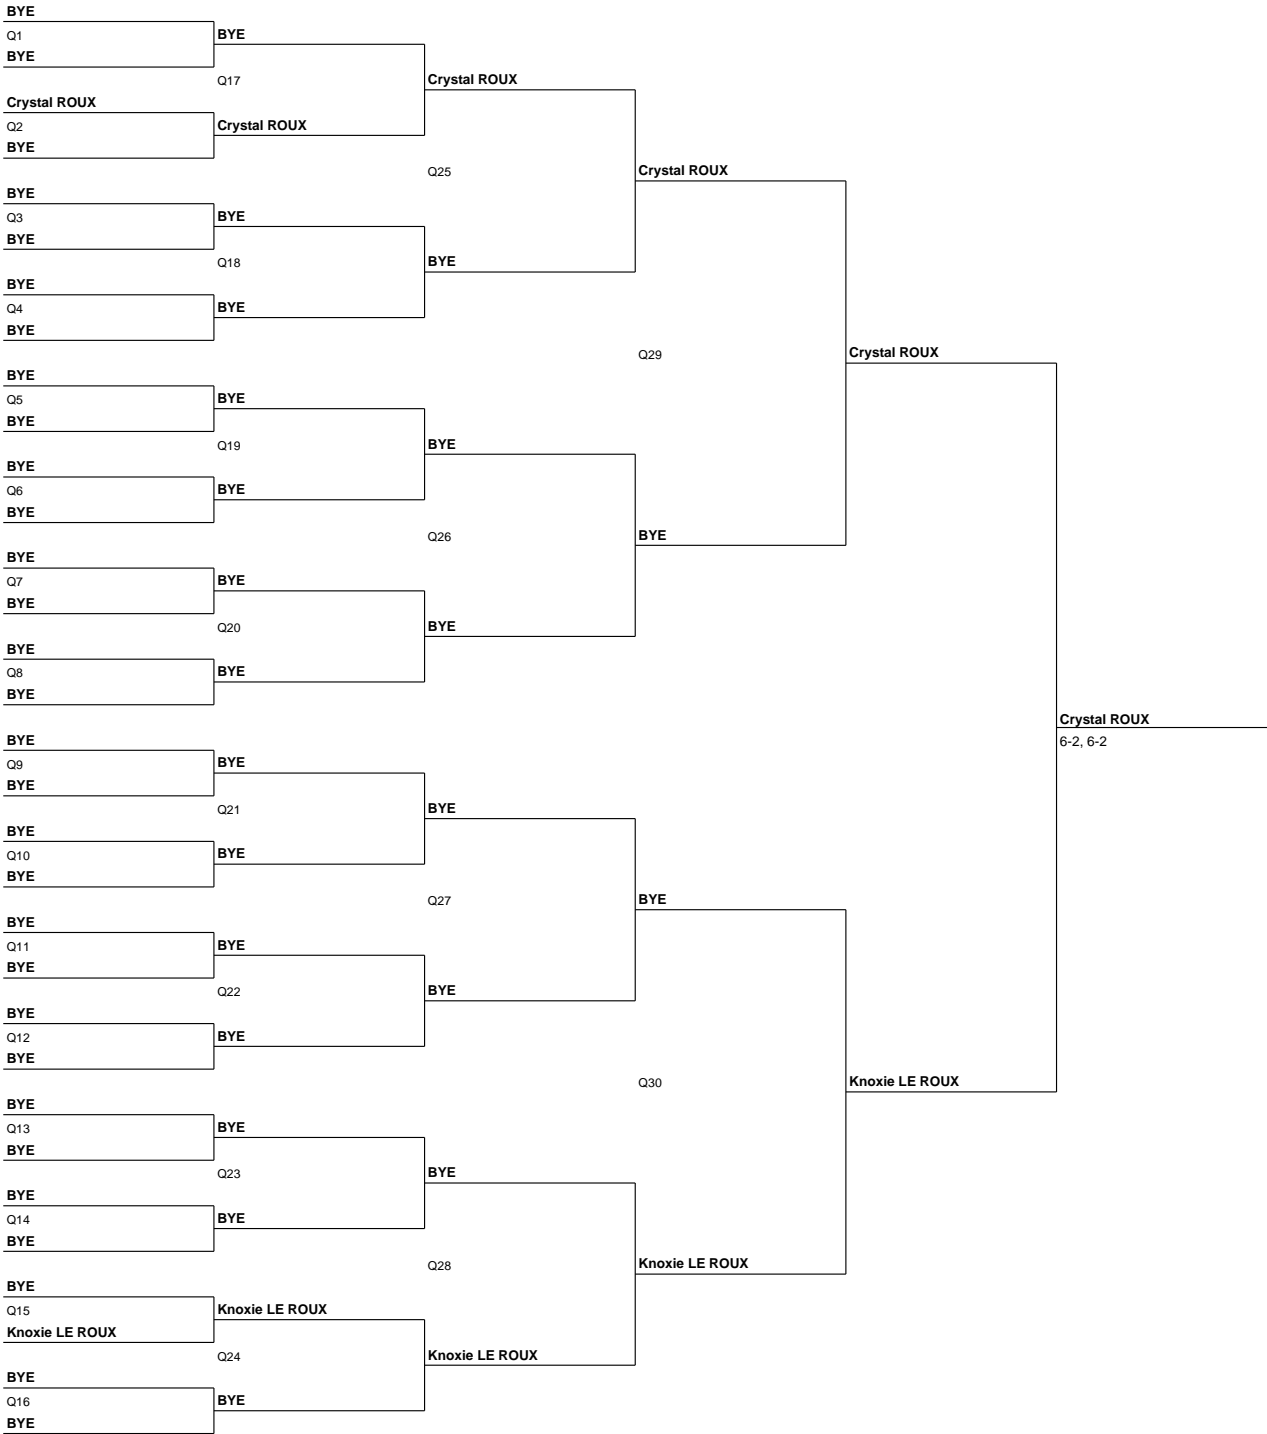 BYE
Q1
BYE
BYE
Q17
Crystal ROUX
Crystal ROUX
Q2
Crystal ROUX
BYE
Q25
Crystal ROUX
BYE
Q3
BYE
BYE
Q18
BYE
BYE
Q4
BYE
BYE
Q29
Crystal ROUX
BYE
Q5
BYE
BYE
Q19
BYE
BYE
Q6
BYE
BYE
Q26
BYE
BYE
Q7
BYE
BYE
Q20
BYE
BYE
Q8
BYE
BYE
Crystal ROUX
6-2, 6-2
BYE
Q9
BYE
BYE
Q21
BYE
BYE
Q10
BYE
BYE
Q27
BYE
BYE
Q11
BYE
BYE
Q22
BYE
BYE
Q12
BYE
BYE
Q30
Knoxie LE ROUX
BYE
Q13
BYE
BYE
Q23
BYE
BYE
Q14
BYE
BYE
Q28
Knoxie LE ROUX
BYE
Q15
Knoxie LE ROUX
Knoxie LE ROUX
Q24
Knoxie LE ROUX
BYE
Q16
BYE
BYE